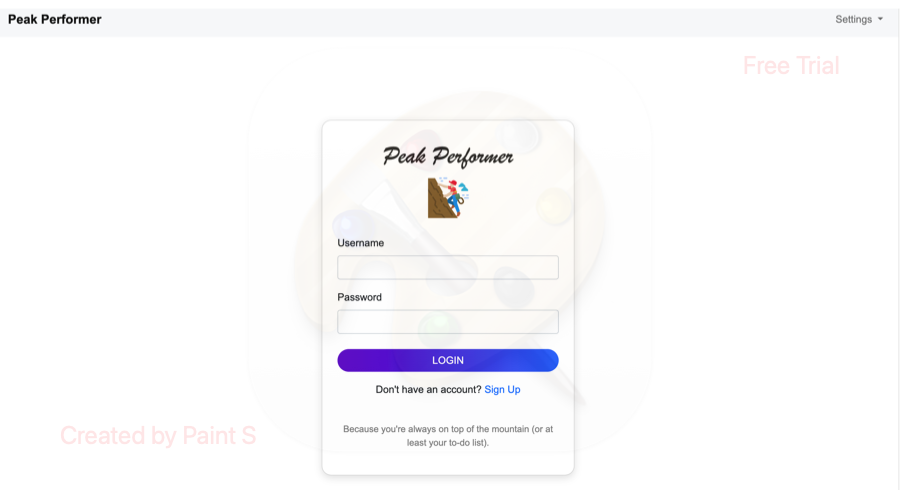 Peak Performer
Settings
Free Trial
Peak Performer
Username
Password
LOGIN
Don't have an account? Sign Up
Created by Paint S
Because you're always on top of the mountain (or at
least your to-do list).